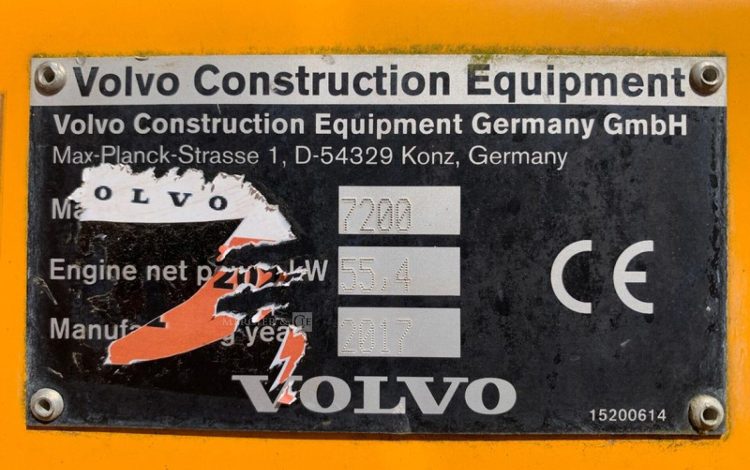 Volvo Construction Equipment
Volvo Construction Equipment Germany GmbH
Max-Planck-Strasse 1, D-54329 Konz, Germany
VOLVO
7200
Engine net kW 55,4
2017
CE
VOLVO
15200614